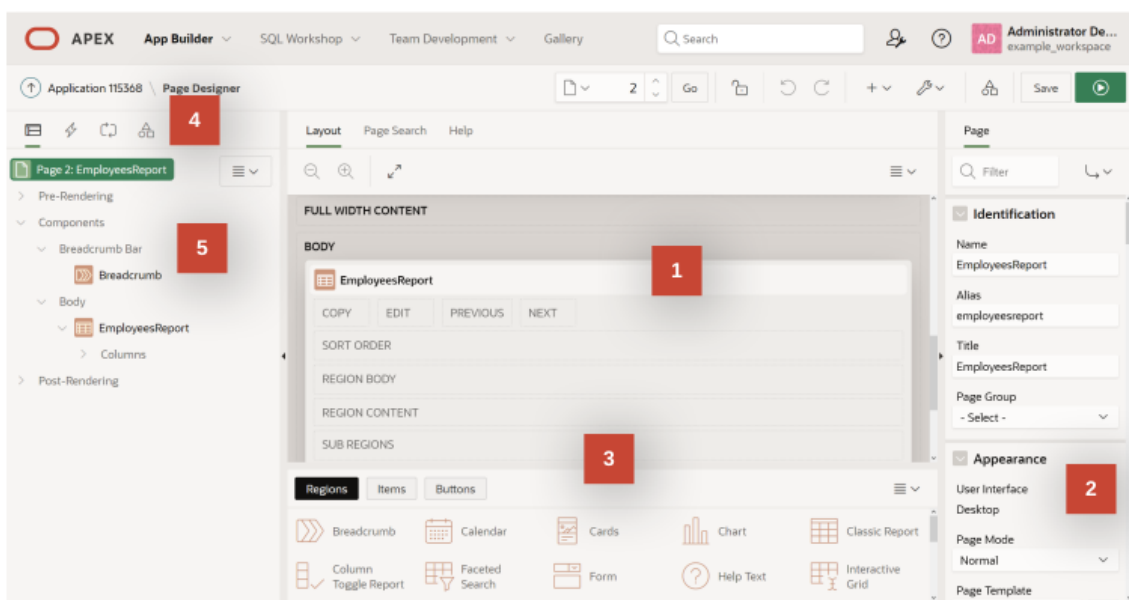 APEX App Builder SQL Workshop Team Development Gallery Search AD Administrator De...
example_workspace
Application 115368 \ Page Designer 2 Go Save
4
Page 2: EmployeesReport
Pre-Rendering
Components
Breadcrumb Bar
5
Breadcrumb
Body
EmployeesReport
Columns
Post-Rendering
Layout Page Search Help
FULL WIDTH CONTENT
BODY
1
EmployeesReport
COPY EDIT PREVIOUS NEXT
SORT ORDER
REGION BODY
REGION CONTENT
SUB REGIONS
3
Regions Items Buttons
Breadcrumb Calendar Cards Chart Classic Report
Column
Toggle Report
Faceted
Search
Form
Help Text
Interactive
Grid
Page
Filter
Identification
Name
EmployeesReport
Alias
employeesreport
Title
EmployeesReport
Page Group
- Select -
Appearance
2
User Interface
Desktop
Page Mode
Normal
Page Template